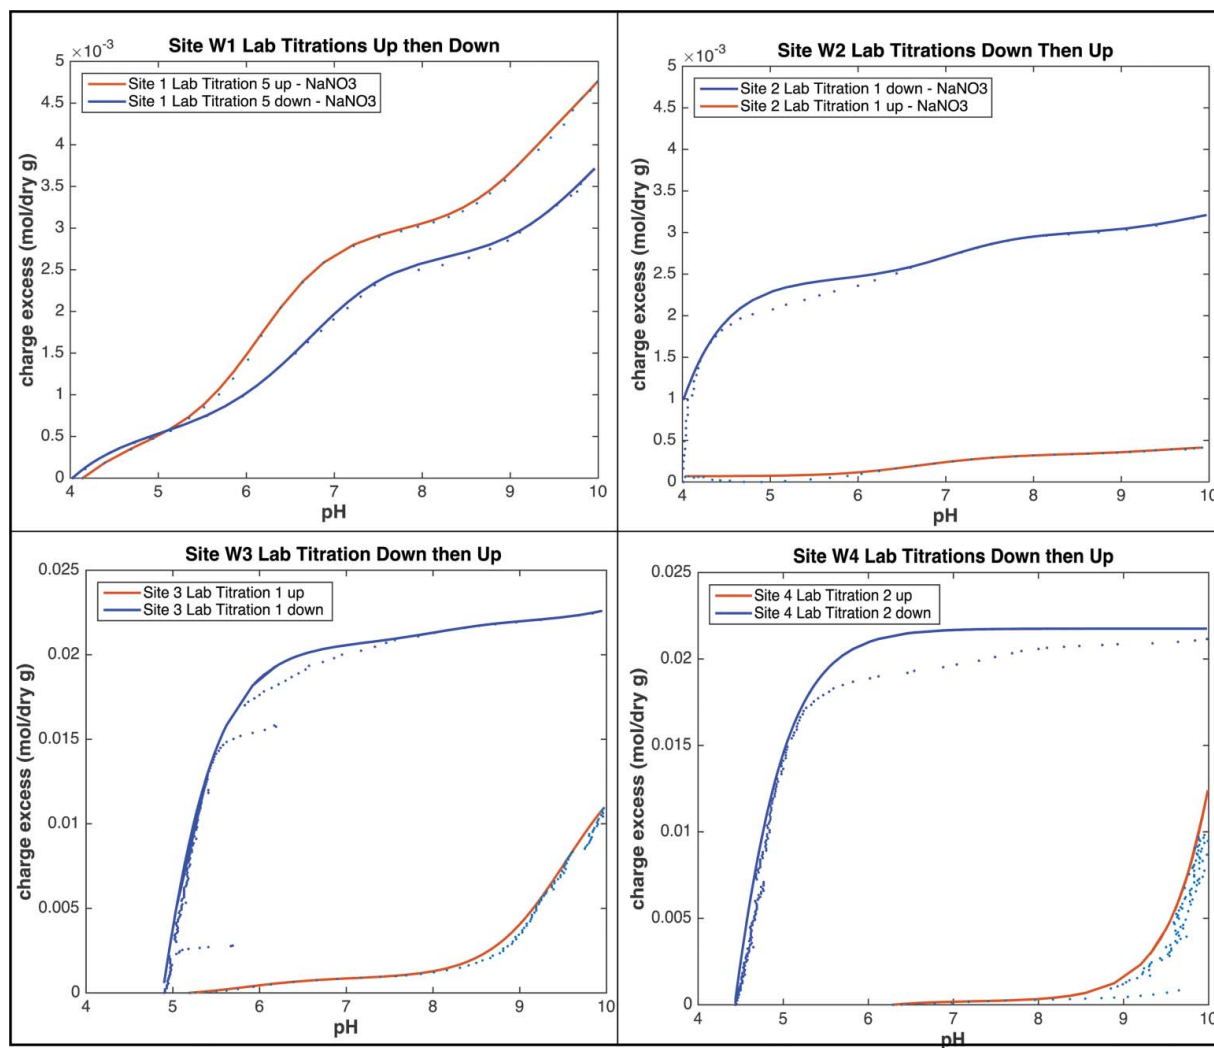 Site W1 Lab Titrations Up then Down
×10⁻³
5
4.5
4
3.5
3
2.5
2
1.5
1
0.5
0
charge excess (mol/dry g)
Site 1 Lab Titration 5 up - NaNO3
Site 1 Lab Titration 5 down - NaNO3
4 5 6 7 8 9 10
pH
Site W2 Lab Titrations Down Then Up
×10⁻³
5
4.5
4
3.5
3
2.5
2
1.5
1
0.5
0
charge excess (mol/dry g)
Site 2 Lab Titration 1 down - NaNO3
Site 2 Lab Titration 1 up - NaNO3
4 5 6 7 8 9 10
pH
Site W3 Lab Titration Down then Up
0.025
0.02
0.015
0.01
0.005
0
charge excess (mol/dry g)
Site 3 Lab Titration 1 up
Site 3 Lab Titration 1 down
4 5 6 7 8 9 10
pH
Site W4 Lab Titrations Down then Up
0.025
0.02
0.015
0.01
0.005
0
charge excess (mol/dry g)
Site 4 Lab Titration 2 up
Site 4 Lab Titration 2 down
4 5 6 7 8 9 10
pH